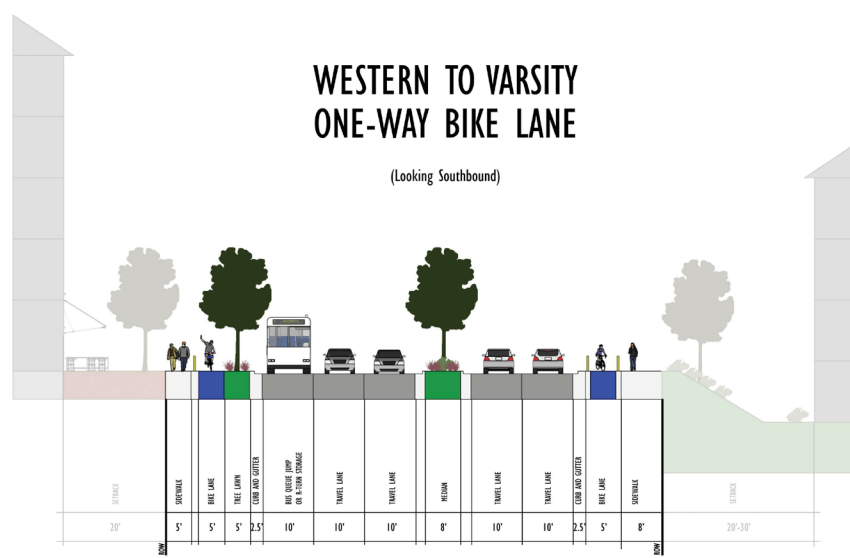 WESTERN TO VARSITY
ONE-WAY BIKE LANE
(Looking Southbound)
SETBACK
SIDEWALK
BIKE LANE
TREE LAWN
CURB AND GUTTER
BUS QUEUE JUMP
OR R-TURN STORAGE
TRAVEL LANE
TRAVEL LANE
MEDIAN
TRAVEL LANE
TRAVEL LANE
CURB AND GUTTER
BIKE LANE
SIDEWALK
SETBACK
20' 5' 5' 5' 2.5' 10' 10' 10' 8' 10' 10' 2.5' 5' 8' 20'-30'
ROW
ROW